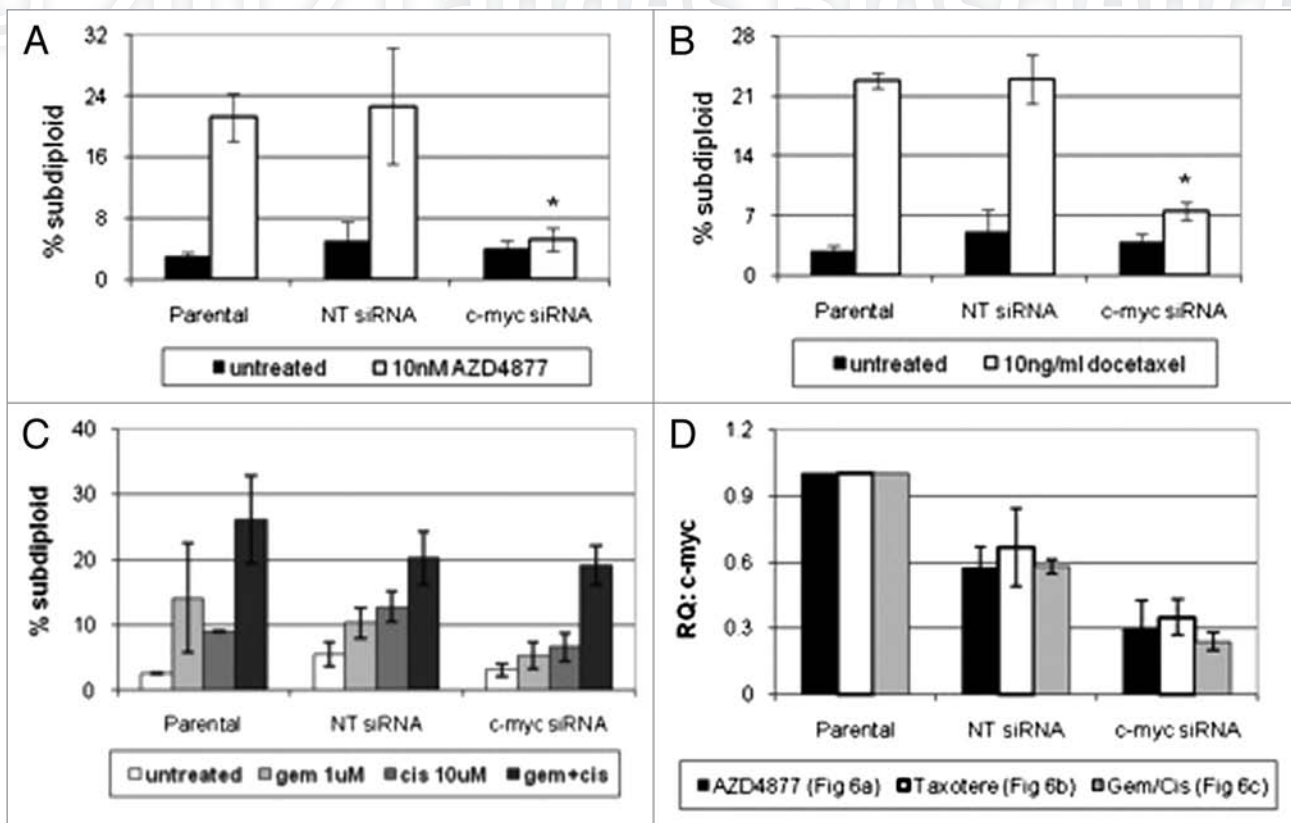 A
% subdiploid
32
24
16
8
0
*
Parental
NT siRNA
c-myc siRNA
untreated
10nM AZD4877
B
% subdiploid
28
21
14
7
0
*
Parental
NT siRNA
c-myc siRNA
untreated
10ng/ml docetaxel
C
% subdiploid
40
30
20
10
0
Parental
NT siRNA
c-myc siRNA
untreated
gem 1uM
cis 10uM
gem+cis
D
RQ: c-myc
1.2
0.9
0.6
0.3
0
Parental
NT siRNA
c-myc siRNA
AZD4877 (Fig 6a)
Taxotere (Fig 6b)
Gem/Cis (Fig 6c)